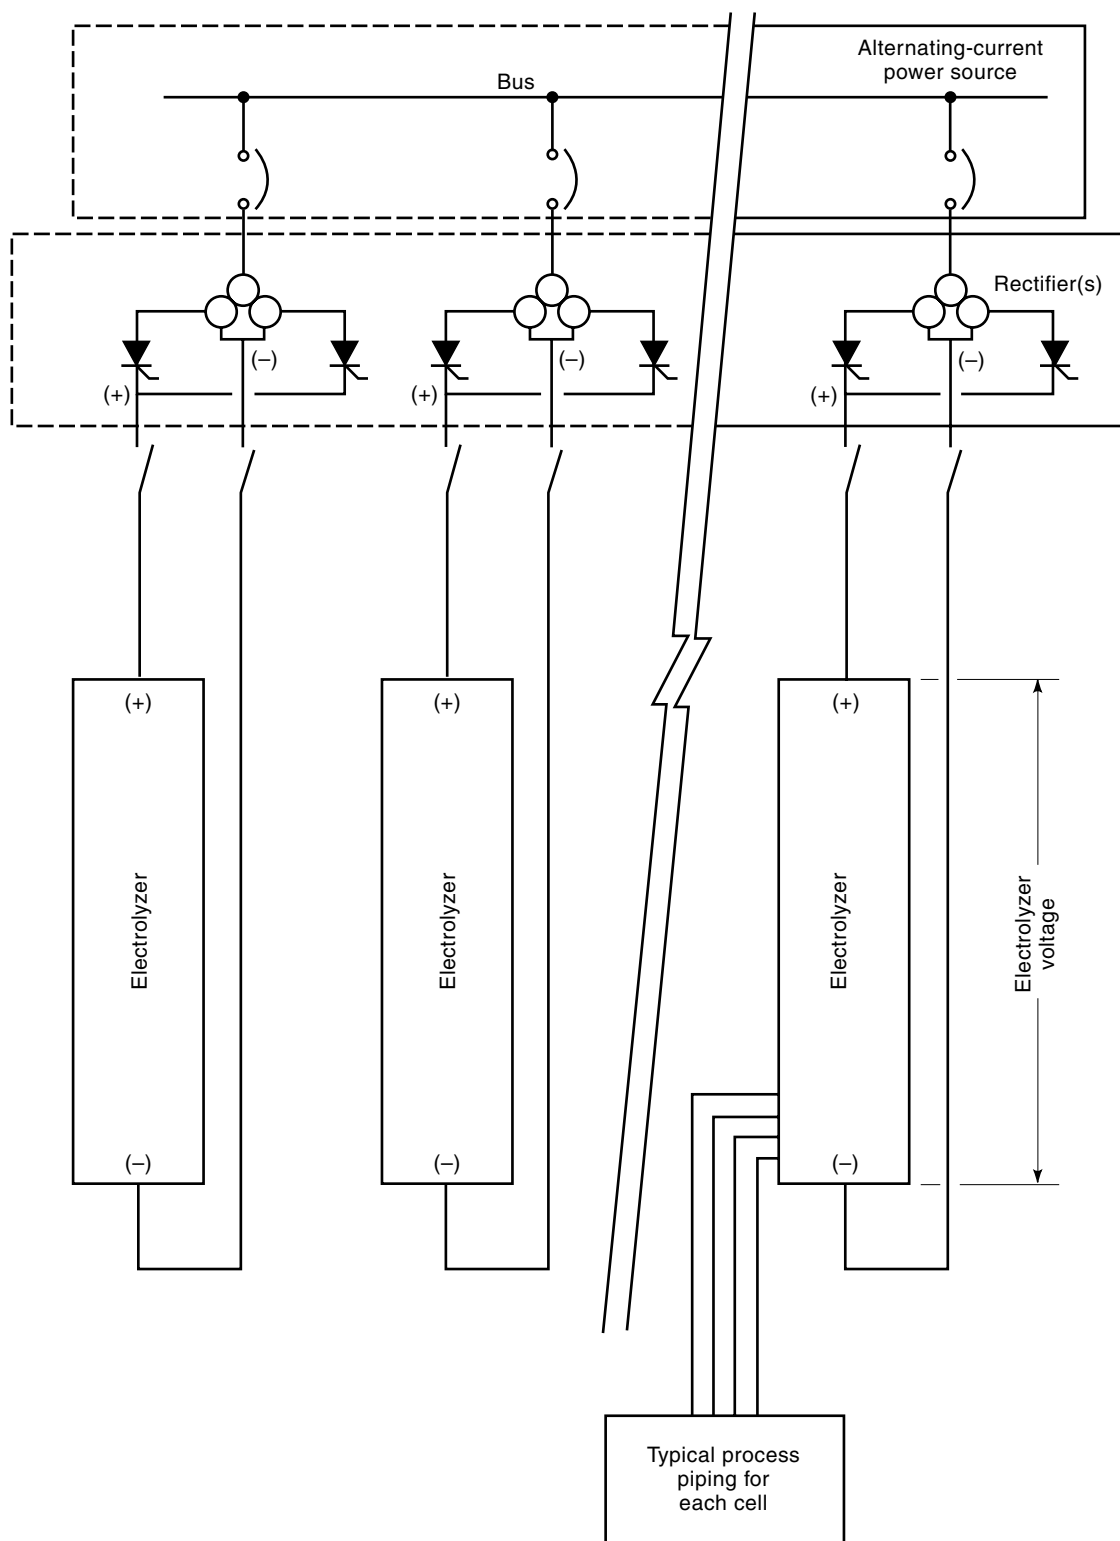 Alternating-current
power source
Bus
Rectifier(s)
(–)
(–)
(–)
(+)
(+)
(+)
(+)
(+)
(+)
Electrolyzer
Electrolyzer
Electrolyzer
Electrolyzer
voltage
(–)
(–)
(–)
Typical process
piping for
each cell